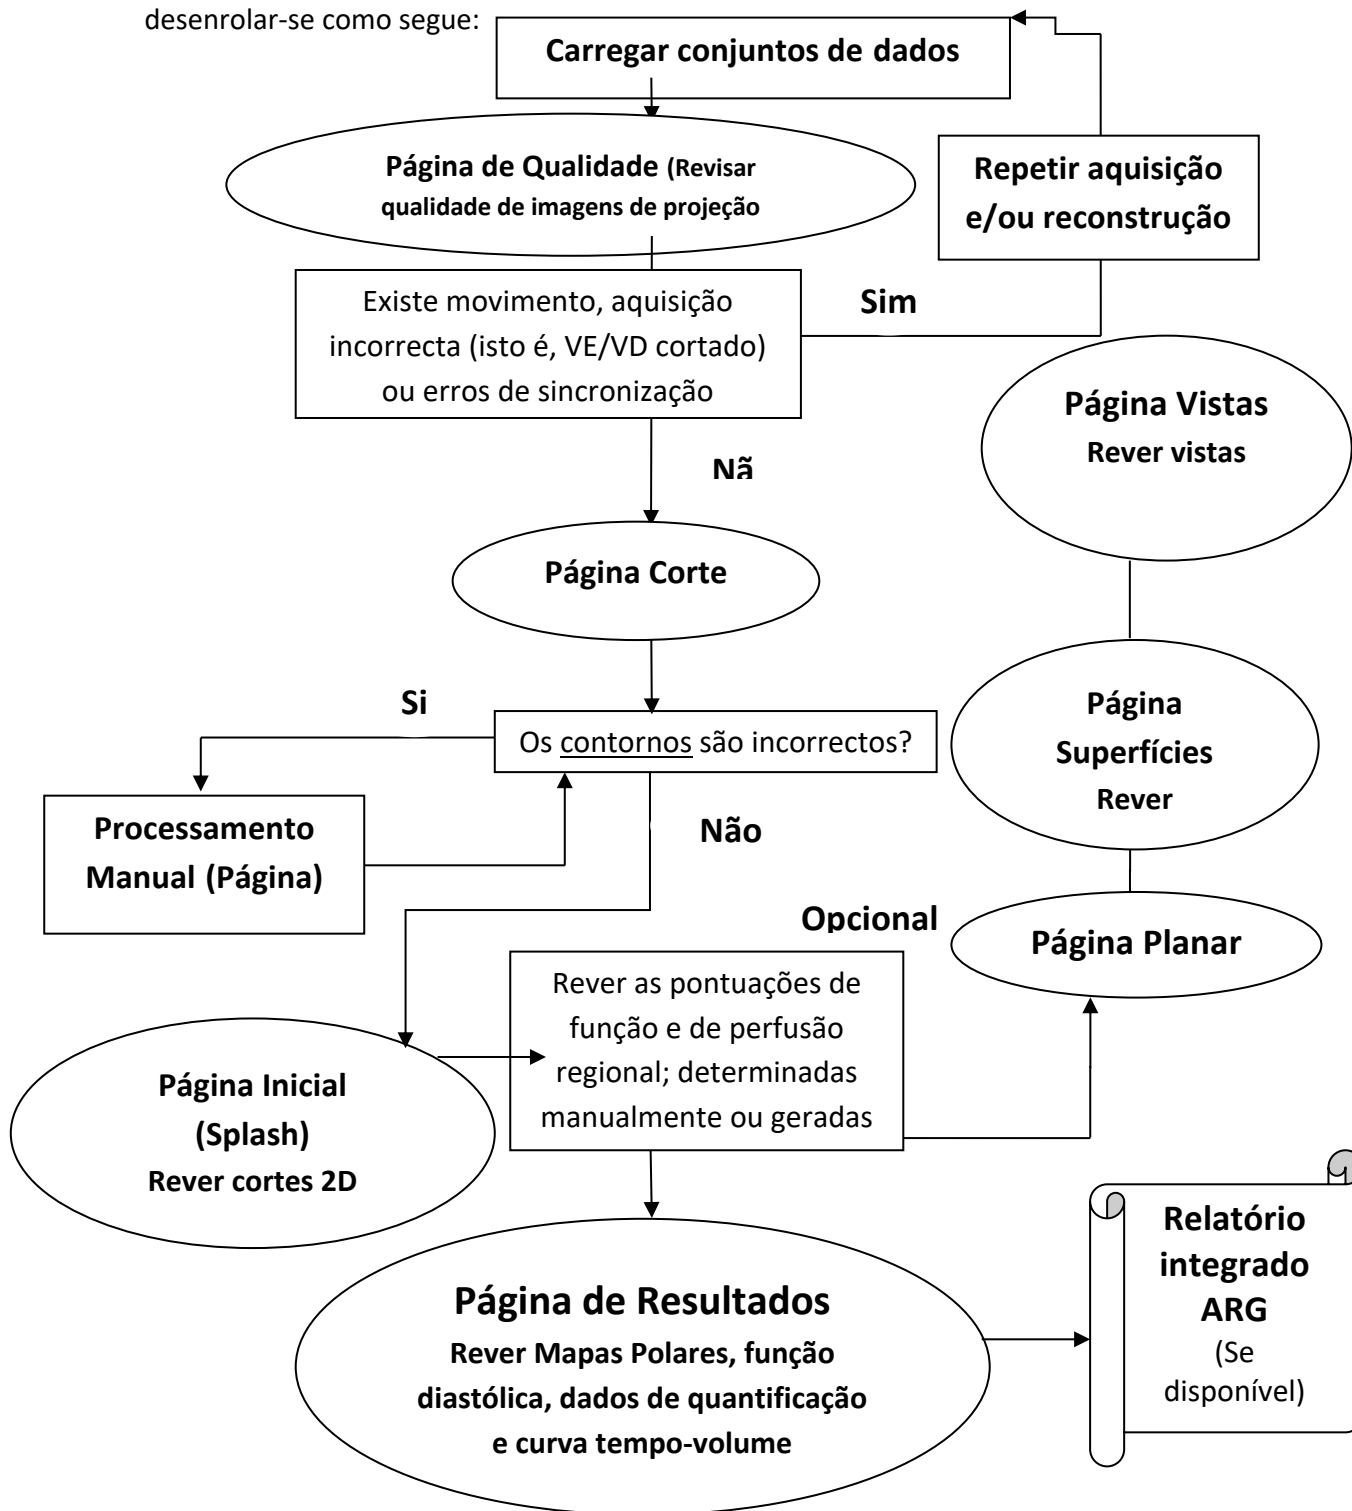 desenrolar-se como segue:
Carregar conjuntos de dados
Página de Qualidade (Revisar
qualidade de imagens de projeção
Repetir aquisição
e/ou reconstrução
Existe movimento, aquisição
incorrecta (isto é, VE/VD cortado)
ou erros de sincronização
Sim
Nã
Página Vistas
Rever vistas
Página Corte
Si
Os contornos são incorrectos?
Página
Superfícies
Rever
Processamento
Manual (Página)
Não
Opcional
Página Planar
Rever as pontuações de
função e de perfusão
regional; determinadas
manualmente ou geradas
Página Inicial
(Splash)
Rever cortes 2D
Página de Resultados
Rever Mapas Polares, função
diastólica, dados de quantificação
e curva tempo-volume
Relatório
integrado
ARG
(Se
disponível)